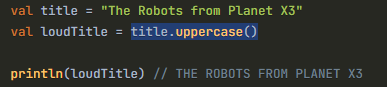 val title = "The Robots from Planet X3"
val loudTitle = title.uppercase()
println(loudTitle) // THE ROBOTS FROM PLANET X3